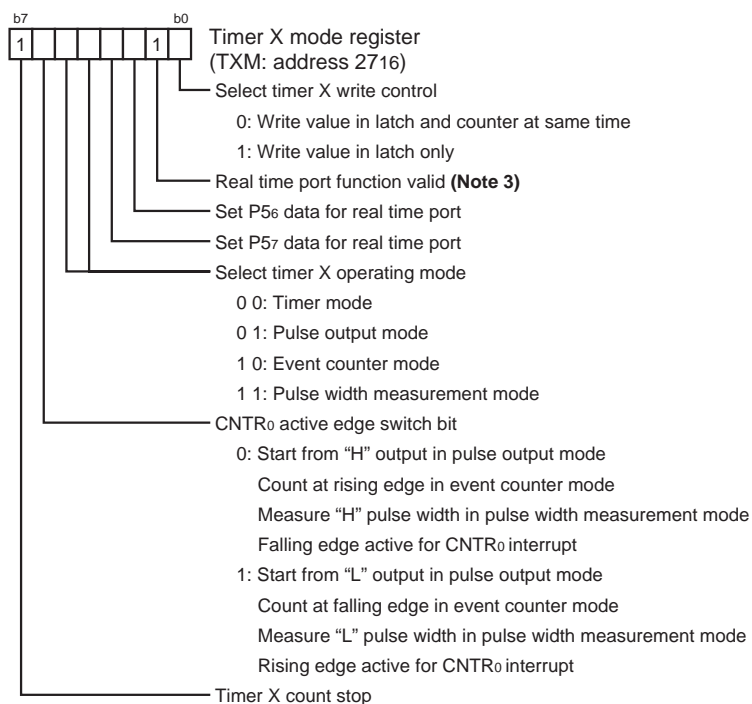 b7 b0
1 1
Timer X mode register
(TXM: address 2716)
Select timer X write control
0: Write value in latch and counter at same time
1: Write value in latch only
Real time port function valid (Note 3)
Set P56 data for real time port
Set P57 data for real time port
Select timer X operating mode
0 0: Timer mode
0 1: Pulse output mode
1 0: Event counter mode
1 1: Pulse width measurement mode
CNTR0 active edge switch bit
0: Start from “H” output in pulse output mode
Count at rising edge in event counter mode
Measure “H” pulse width in pulse width measurement mode
Falling edge active for CNTR0 interrupt
1: Start from “L” output in pulse output mode
Count at falling edge in event counter mode
Measure “L” pulse width in pulse width measurement mode
Rising edge active for CNTR0 interrupt
Timer X count stop